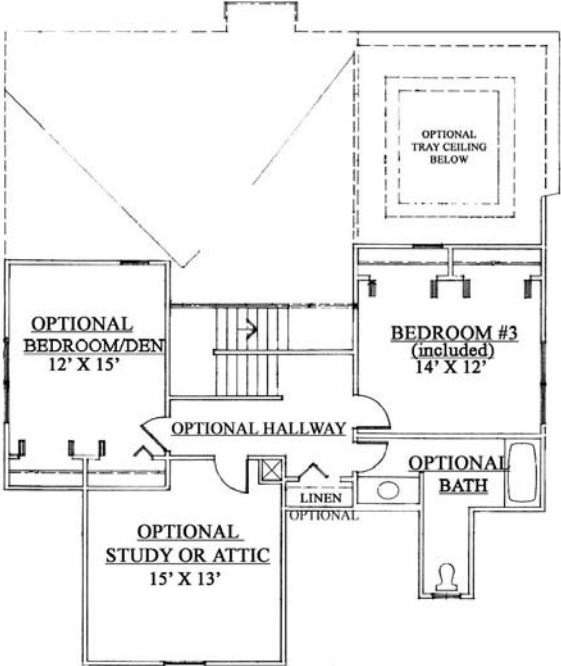 OPTIONAL
TRAY CEILING
BELOW
OPTIONAL
BEDROOM/DEN
12' X 15'
BEDROOM #3
(included)
14' X 12'
OPTIONAL HALLWAY
OPTIONAL
BATH
LINEN
OPTIONAL
OPTIONAL
STUDY OR ATTIC
15' X 13'